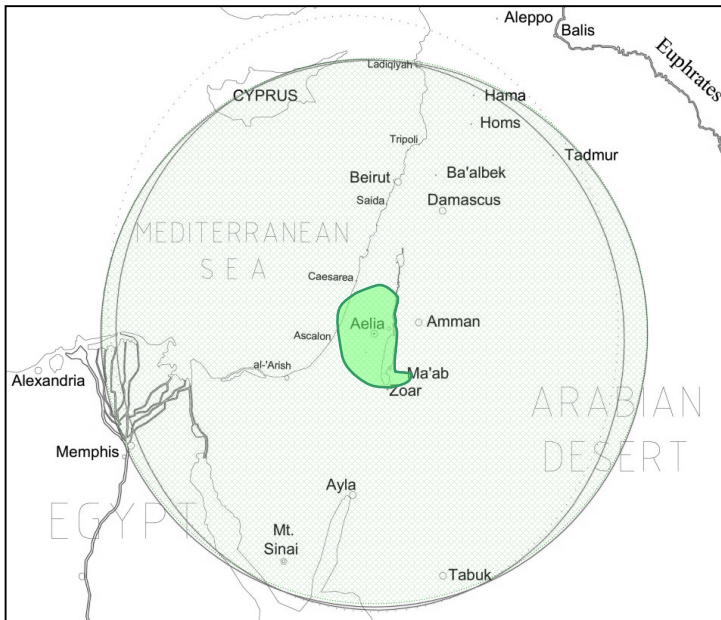 Aleppo
Balis
Euphrates
Ladiqiyah
CYPRUS
Hama
Homs
Tripoli
Tadmur
Ba'albek
Beirut
Damascus
Saida
MEDITERRANEAN
SEA
Caesarea
Aelia
Amman
Ascalon
al-'Arish
Ma'ab
Zoar
Alexandria
ARABIAN
DESERT
Memphis
Ayla
EGYPT
Mt.
Sinai
Tabuk